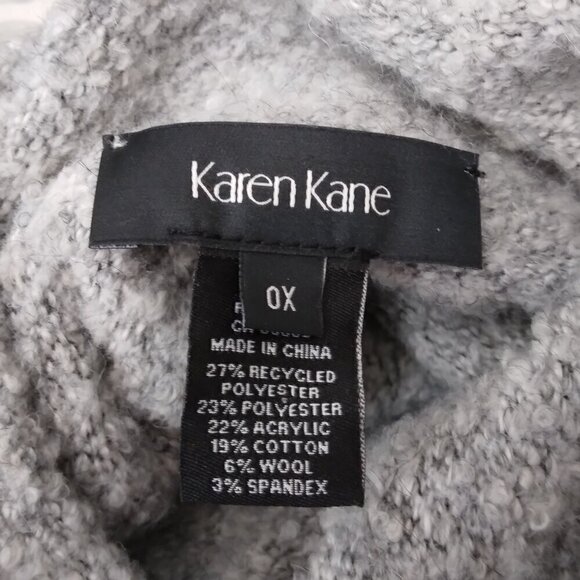 Karen Kane
0X
MADE IN CHINA
27% RECYCLED
POLYESTER
23% POLYESTER
22% ACRYLIC
19% COTTON
6% WOOL
3% SPANDEX